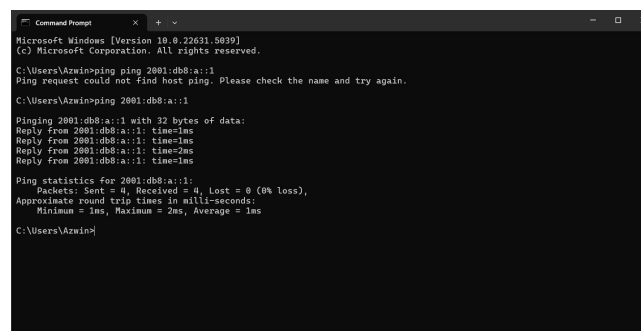 Command Prompt
Microsoft Windows [Version 10.0.22631.5039]
(c) Microsoft Corporation. All rights reserved.
C:\Users\Azwin>ping ping 2001:db8:a::1
Ping request could not find host ping. Please check the name and try again.
C:\Users\Azwin>ping 2001:db8:a::1
Pinging 2001:db8:a::1 with 32 bytes of data:
Reply from 2001:db8:a::1: time=1ms
Reply from 2001:db8:a::1: time=1ms
Reply from 2001:db8:a::1: time=2ms
Reply from 2001:db8:a::1: time=1ms
Ping statistics for 2001:db8:a::1:
    Packets: Sent = 4, Received = 4, Lost = 0 (0% loss),
Approximate round trip times in milli-seconds:
    Minimum = 1ms, Maximum = 2ms, Average = 1ms
C:\Users\Azwin>